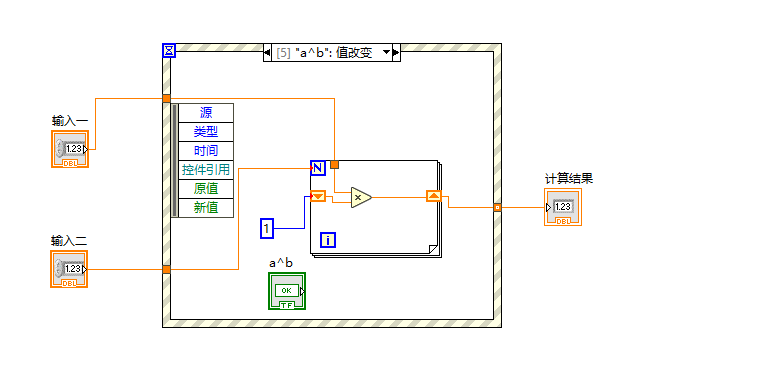 [5] "a^b": 值改变
输入一
1.23
DBL
源
类型
时间
控件引用
原值
新值
N
×
1
i
计算结果
1.23
DBL
输入二
1.23
DBL
a^b
OK
TF